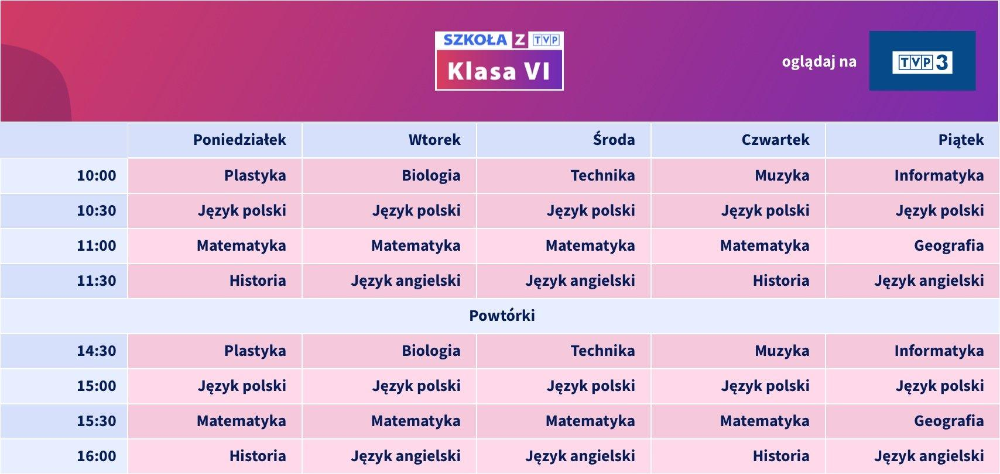 SZKOŁA Z TVP
Klasa VI
oglądaj na TVP3
Poniedziałek Wtorek Środa Czwartek Piątek
10:00 Plastyka Biologia Technika Muzyka Informatyka
10:30 Język polski Język polski Język polski Język polski Język polski
11:00 Matematyka Matematyka Matematyka Matematyka Geografia
11:30 Historia Język angielski Język angielski Historia Język angielski
Powtórki
14:30 Plastyka Biologia Technika Muzyka Informatyka
15:00 Język polski Język polski Język polski Język polski Język polski
15:30 Matematyka Matematyka Matematyka Matematyka Geografia
16:00 Historia Język angielski Język angielski Historia Język angielski